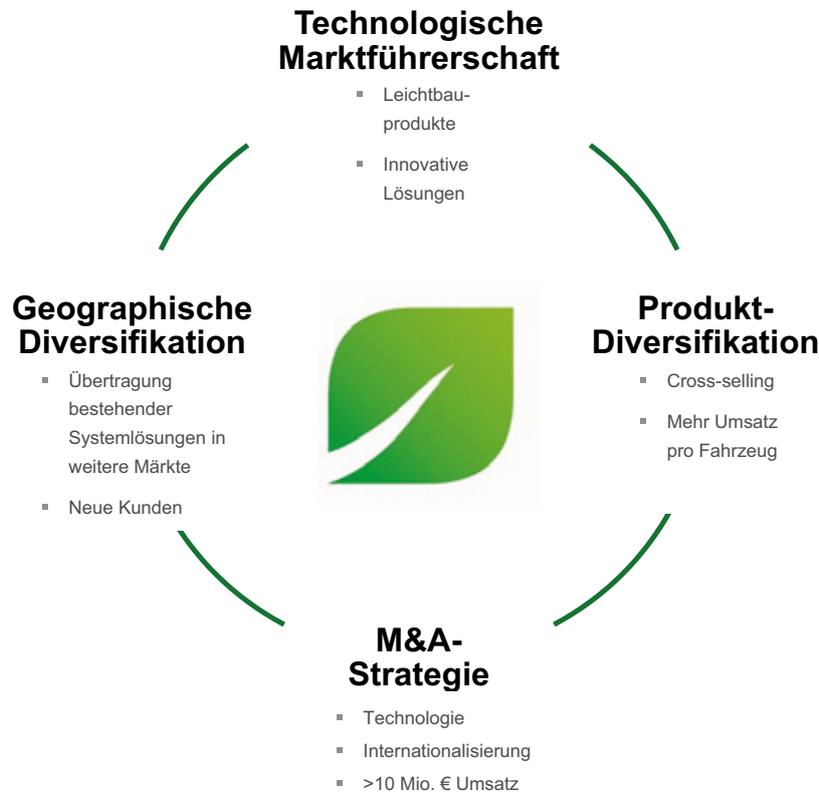 Technologische
Marktführerschaft
▪ Leichtbau-
produkte
▪ Innovative
Lösungen
Geographische
Diversifikation
▪ Übertragung
bestehender
Systemlösungen in
weitere Märkte
▪ Neue Kunden
Produkt-
Diversifikation
▪ Cross-selling
▪ Mehr Umsatz
pro Fahrzeug
M&A-
Strategie
▪ Technologie
▪ Internationalisierung
▪ >10 Mio. € Umsatz